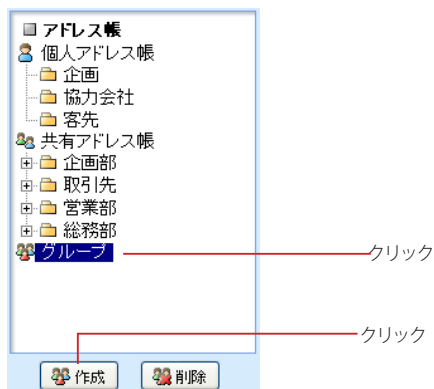 アドレス帳
個人アドレス帳
企画
協力会社
客先
共有アドレス帳
企画部
取引先
営業部
総務部
グループ
クリック
クリック
作成
削除